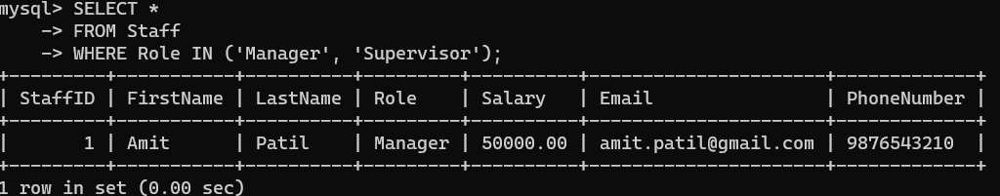 mysql> SELECT *
    -> FROM Staff
    -> WHERE Role IN ('Manager', 'Supervisor');
+---------+-----------+----------+---------+----------+----------------------+-------------+
| StaffID | FirstName | LastName | Role    | Salary   | Email                | PhoneNumber |
+---------+-----------+----------+---------+----------+----------------------+-------------+
|       1 | Amit      | Patil    | Manager | 50000.00 | amit.patil@gmail.com | 9876543210  |
+---------+-----------+----------+---------+----------+----------------------+-------------+
1 row in set (0.00 sec)